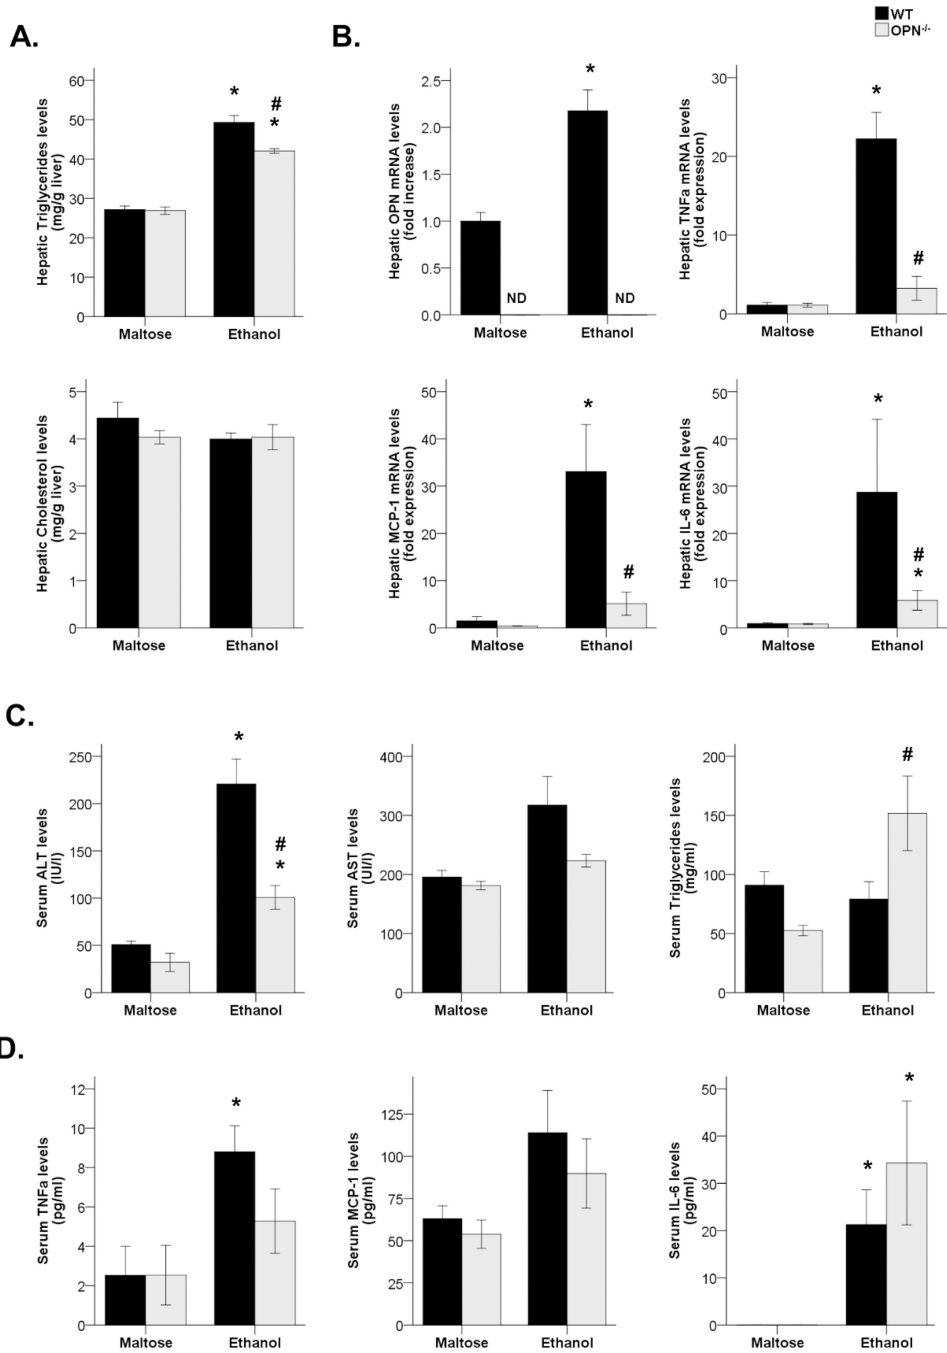 WT
OPN-/-
A.
B.
Hepatic Triglycerides levels
(mg/g liver)
60
50
40
30
20
10
0
*
#
*
Maltose
Ethanol
Hepatic OPN mRNA levels
(fold increase)
2.5
2.0
1.0
0.5
0.0
*
ND
ND
Maltose
Ethanol
Hepatic TNFa mRNA levels
(fold expression)
30
20
10
0
*
#
Maltose
Ethanol
Hepatic Cholesterol levels
(mg/g liver)
5
4
3
2
1
0
Maltose
Ethanol
Hepatic MCP-1 mRNA levels
(fold expression)
50
40
30
20
10
0
*
#
Maltose
Ethanol
Hepatic IL-6 mRNA levels
(fold expression)
50
40
30
20
10
0
*
#
*
Maltose
Ethanol
C.
Serum ALT levels
(IU/l)
250
200
150
100
50
0
*
#
*
Maltose
Ethanol
Serum AST levels
(UI/l)
400
300
200
100
0
Maltose
Ethanol
Serum Triglycerides levels
(mg/ml)
200
150
100
50
0
#
Maltose
Ethanol
D.
Serum TNFa levels
(pg/ml)
12
10
8
6
4
2
0
*
Maltose
Ethanol
Serum MCP-1 levels
(pg/ml)
125
100
75
50
25
0
Maltose
Ethanol
Serum IL-6 levels
(pg/ml)
50
40
30
20
10
0
*
*
Maltose
Ethanol